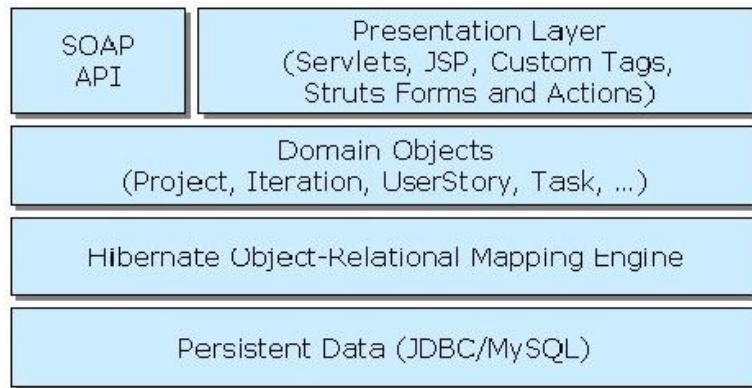 SOAP
API
Presentation Layer
(Servlets, JSP, Custom Tags,
Struts Forms and Actions)
Domain Objects
(Project, Iteration, UserStory, Task, ...)
Hibernate Object-Relational Mapping Engine
Persistent Data (JDBC/MySQL)